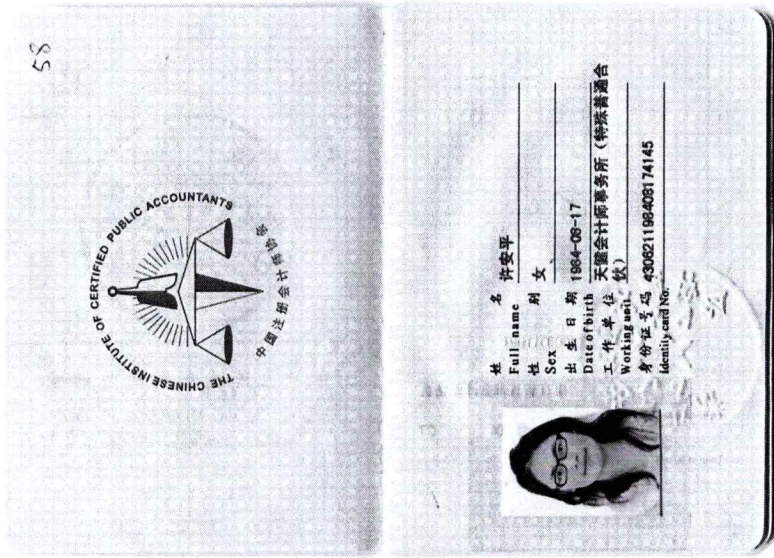 58
THE CHINESE INSTITUTE OF CERTIFIED PUBLIC ACCOUNTANTS
中国注册会计师协会
姓 名 许安平
Full name
性 别 女
Sex
出 生 日 期 1984-08-17
Date of birth
工 作 单 位 天健会计师事务所（特殊普通合
Working unit 伙）
身份证号码 430621198408174145
Identity card No.